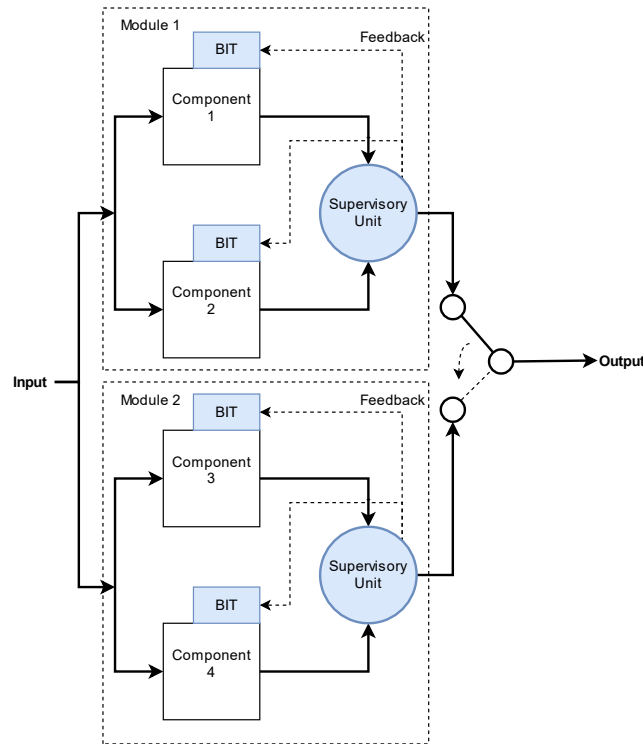 Module 1
BIT
Feedback
Component
1
Supervisory
Unit
BIT
Component
2
Input
Output
Module 2
BIT
Feedback
Component
3
Supervisory
Unit
BIT
Component
4